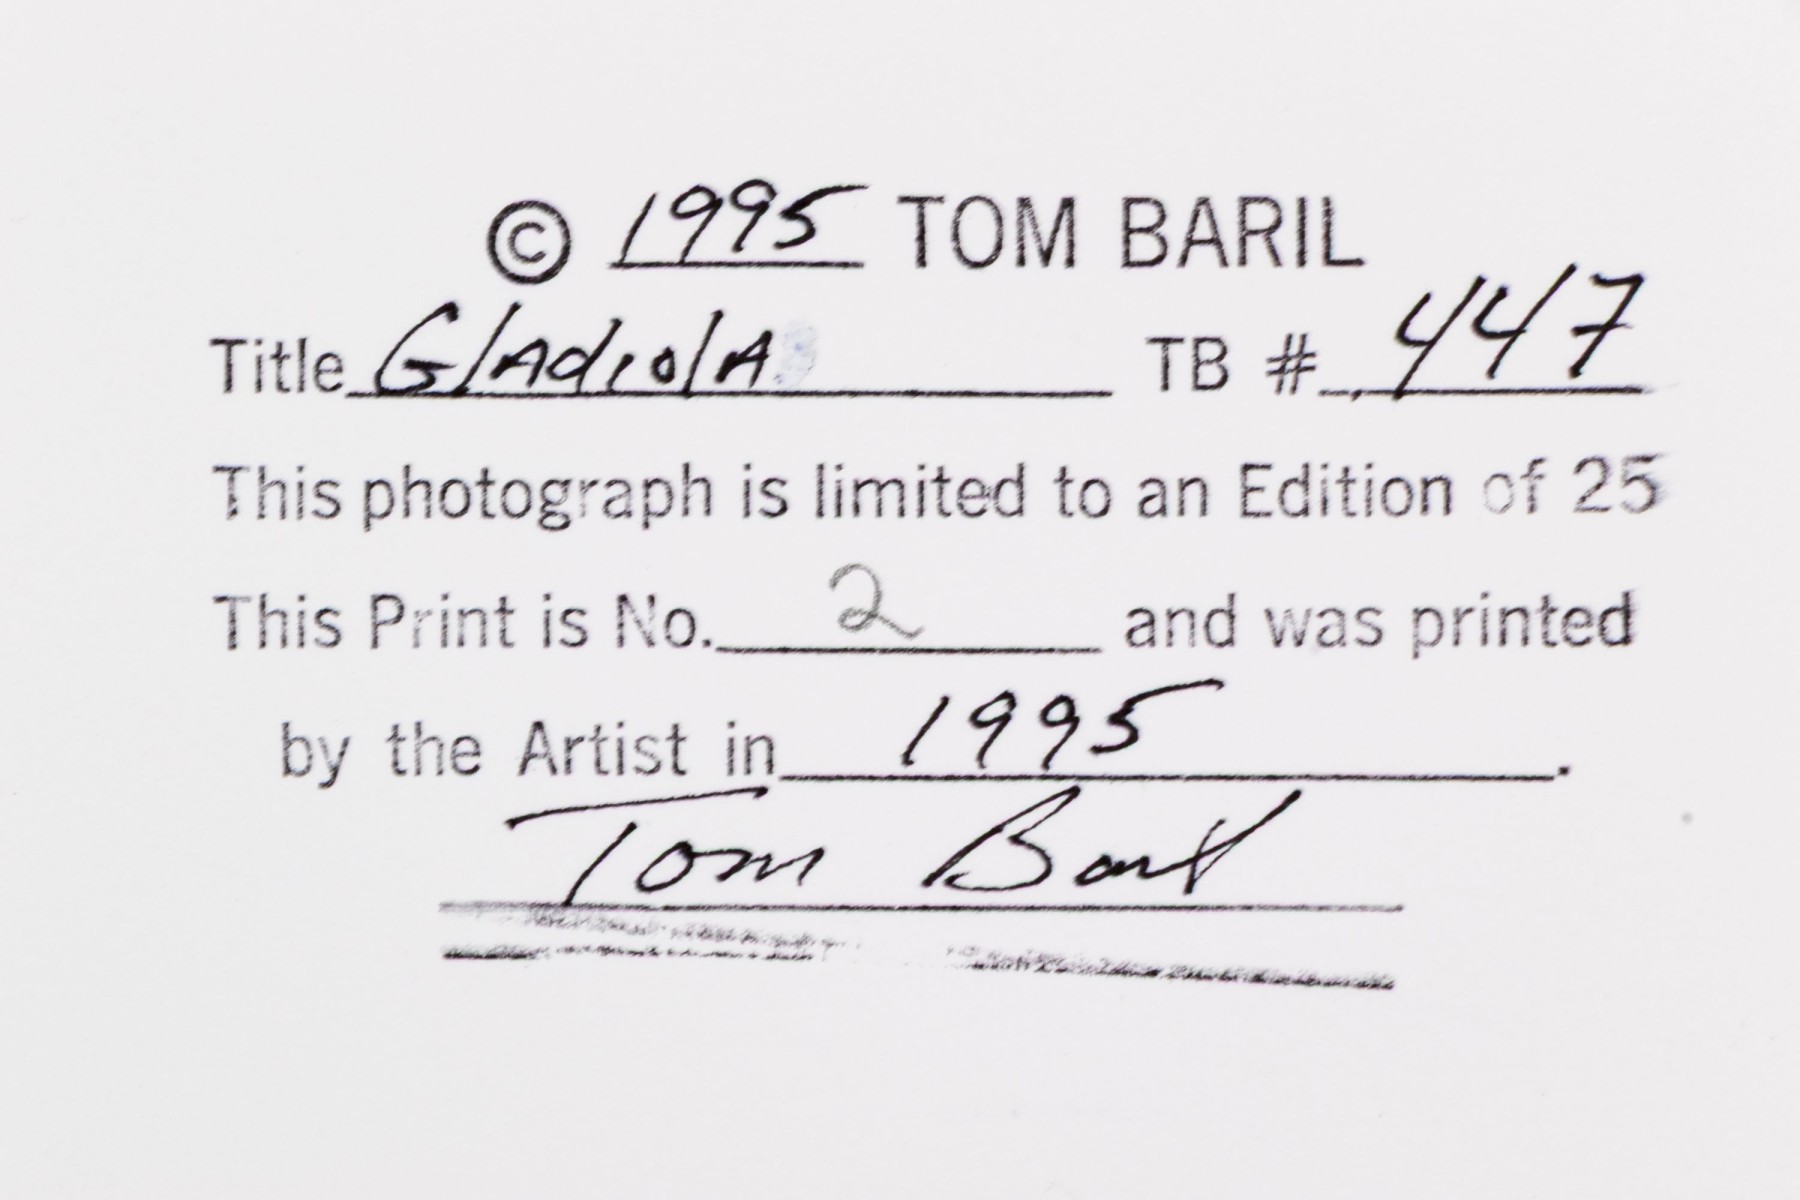 © 1995 TOM BARIL
Title GlAdiolA TB # 447
This photograph is limited to an Edition of 25
This Print is No. 2 and was printed
by the Artist in 1995.
Tom Baril